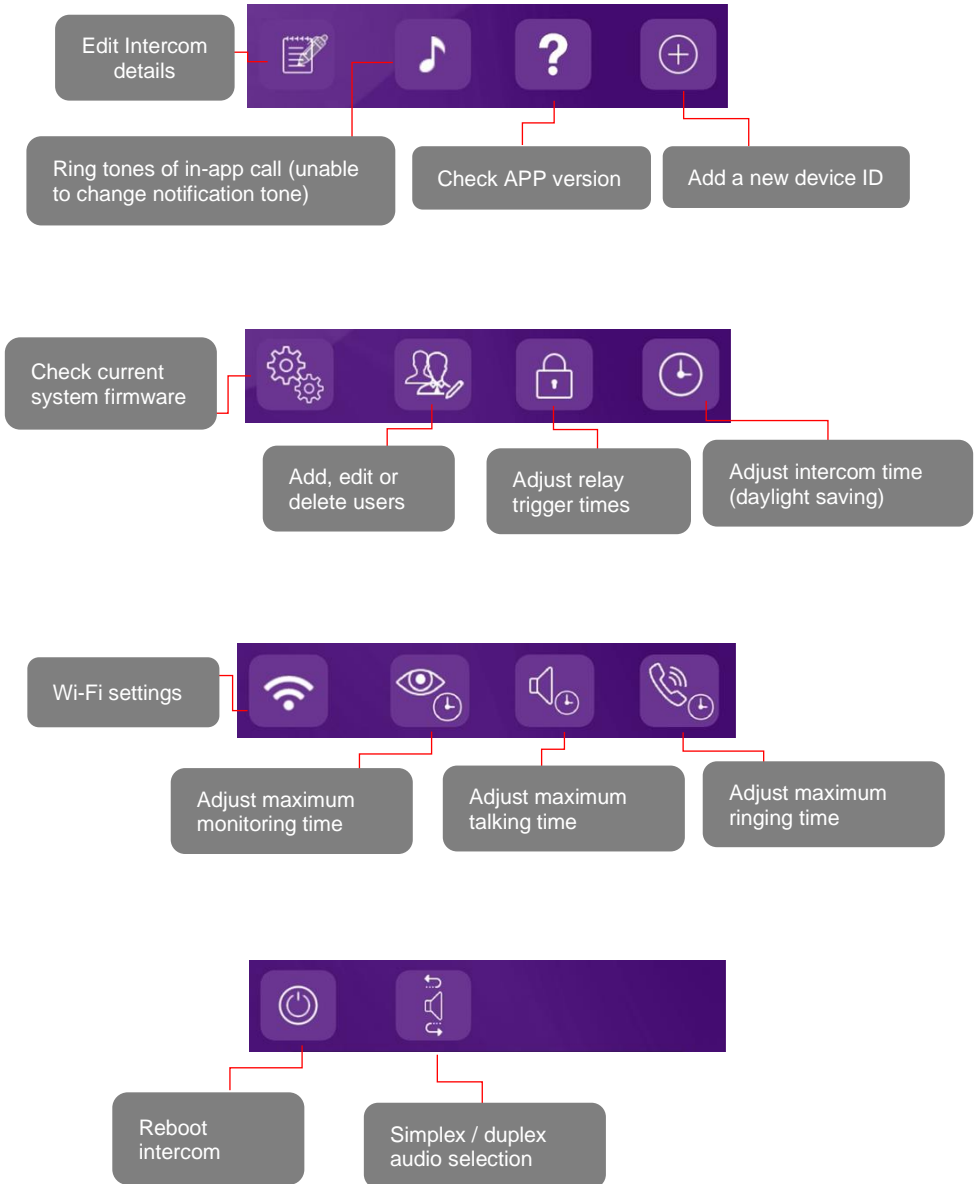 Edit Intercom
details
Ring tones of in-app call (unable
to change notification tone)
?
Check APP version
Add a new device ID
Check current
system firmware
Add, edit or
delete users
Adjust relay
trigger times
Adjust intercom time
(daylight saving)
Wi-Fi settings
Adjust maximum
monitoring time
Adjust maximum
talking time
Adjust maximum
ringing time
Reboot
intercom
Simplex / duplex
audio selection